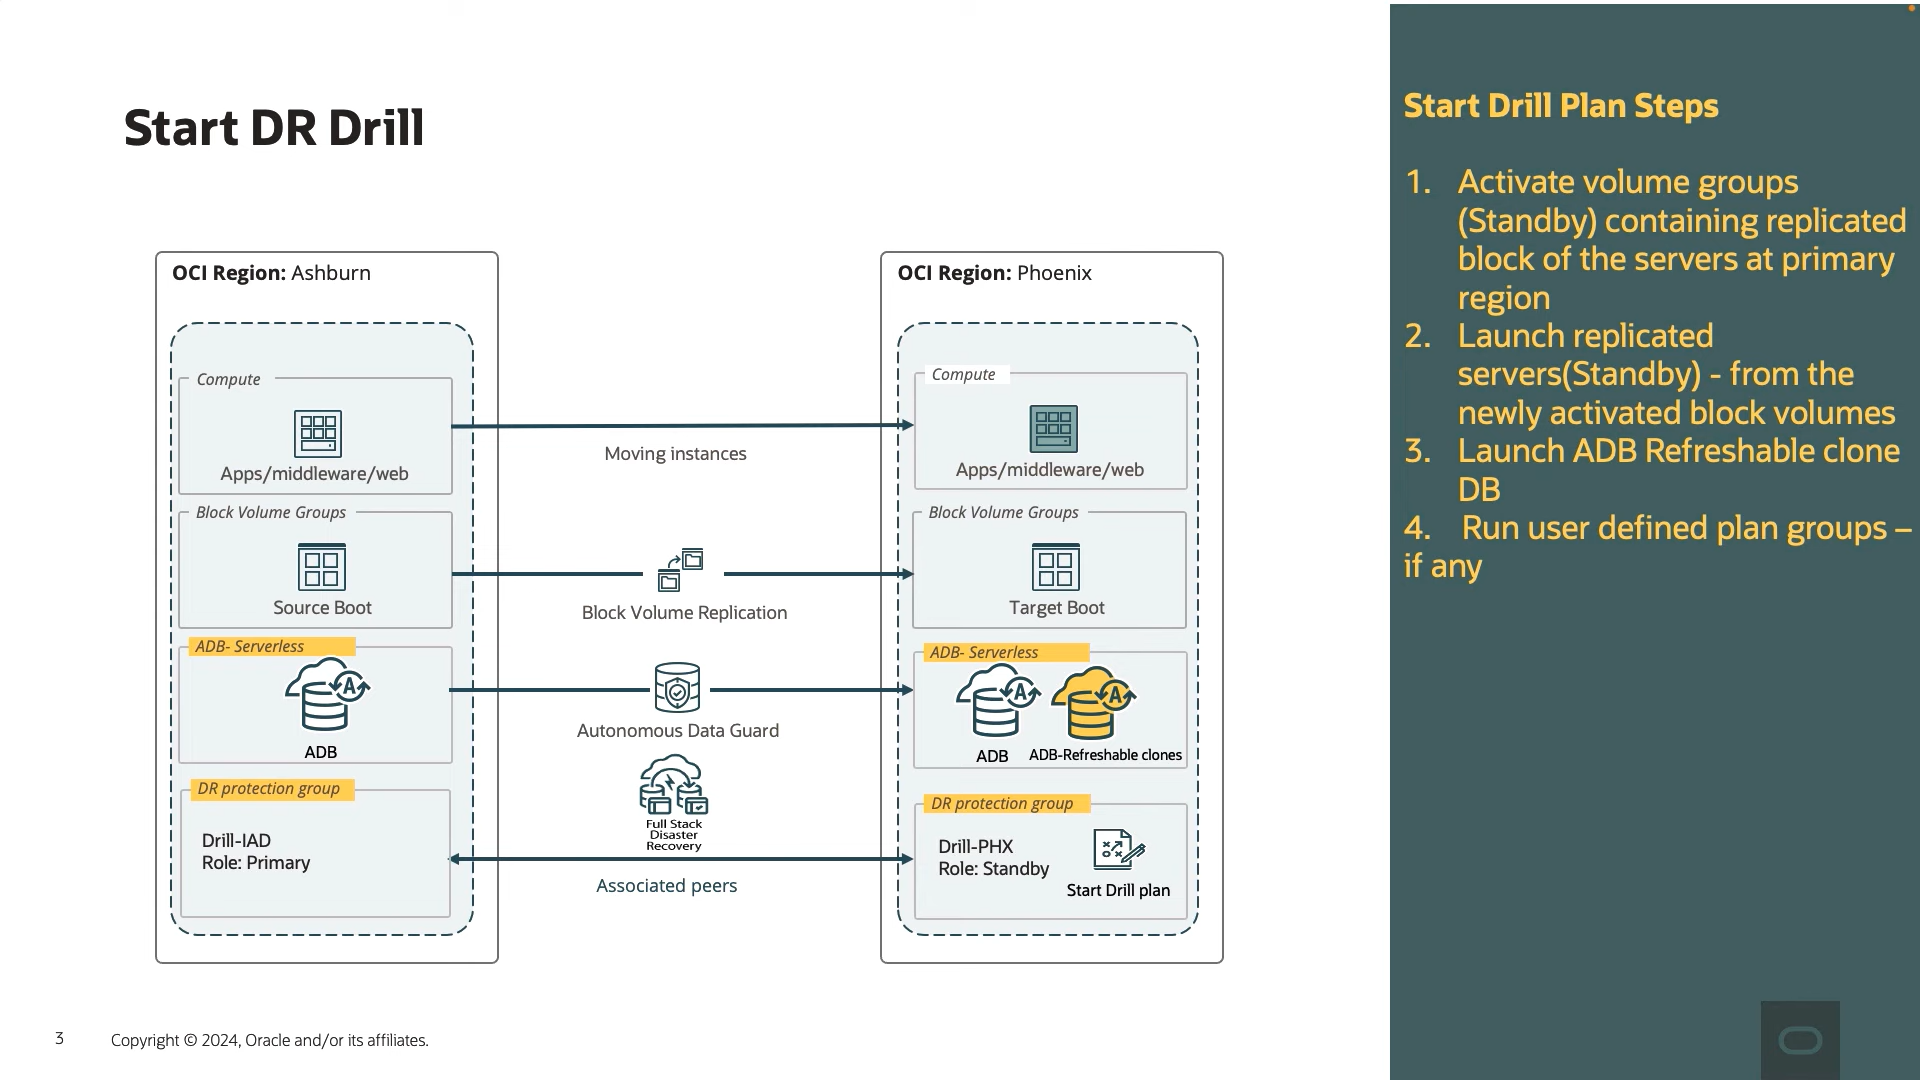 Start DR Drill
OCI Region: Ashburn
Compute
Apps/middleware/web
Block Volume Groups
Source Boot
ADB- Serverless
A
ADB
DR protection group
Drill-IAD
Role: Primary
Moving instances
Block Volume Replication
Autonomous Data Guard
Full Stack
Disaster
Recovery
Associated peers
OCI Region: Phoenix
Compute
Apps/middleware/web
Block Volume Groups
Target Boot
ADB- Serverless
A A
ADB ADB-Refreshable clones
DR protection group
Drill-PHX
Role: Standby
Start Drill plan
Start Drill Plan Steps
1. Activate volume groups
(Standby) containing replicated
block of the servers at primary
region
2. Launch replicated
servers(Standby) - from the
newly activated block volumes
3. Launch ADB Refreshable clone
DB
4. Run user defined plan groups –
if any
3 Copyright © 2024, Oracle and/or its affiliates.